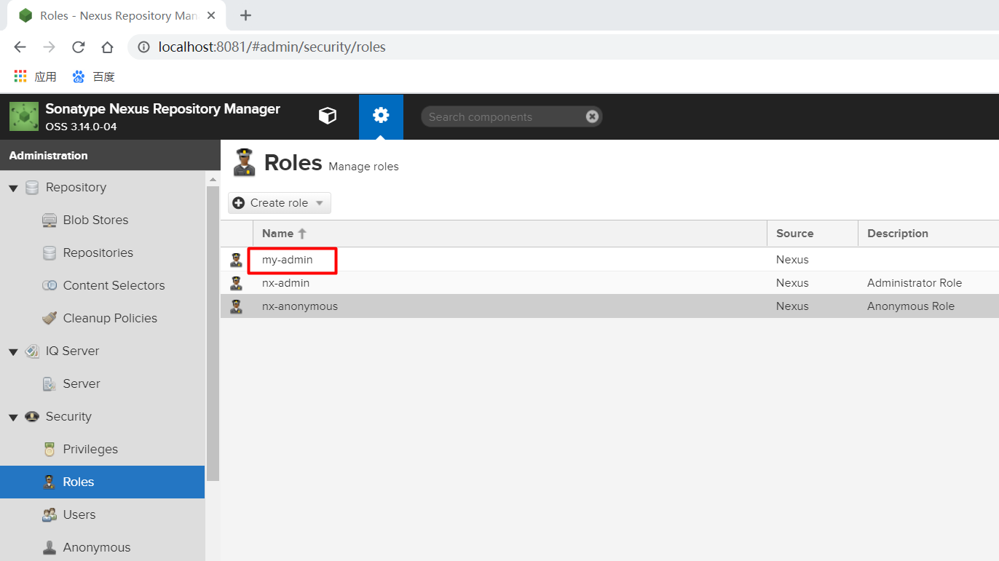 Roles - Nexus Repository Man
localhost:8081/#admin/security/roles
应用 百度
Sonatype Nexus Repository Manager
OSS 3.14.0-04
Search components
Administration
Roles Manage roles
Repository
Create role
Blob Stores
Name Source Description
Repositories
my-admin Nexus
Content Selectors
nx-admin Nexus Administrator Role
nx-anonymous Nexus Anonymous Role
Cleanup Policies
IQ Server
Server
Security
Privileges
Roles
Users
Anonymous